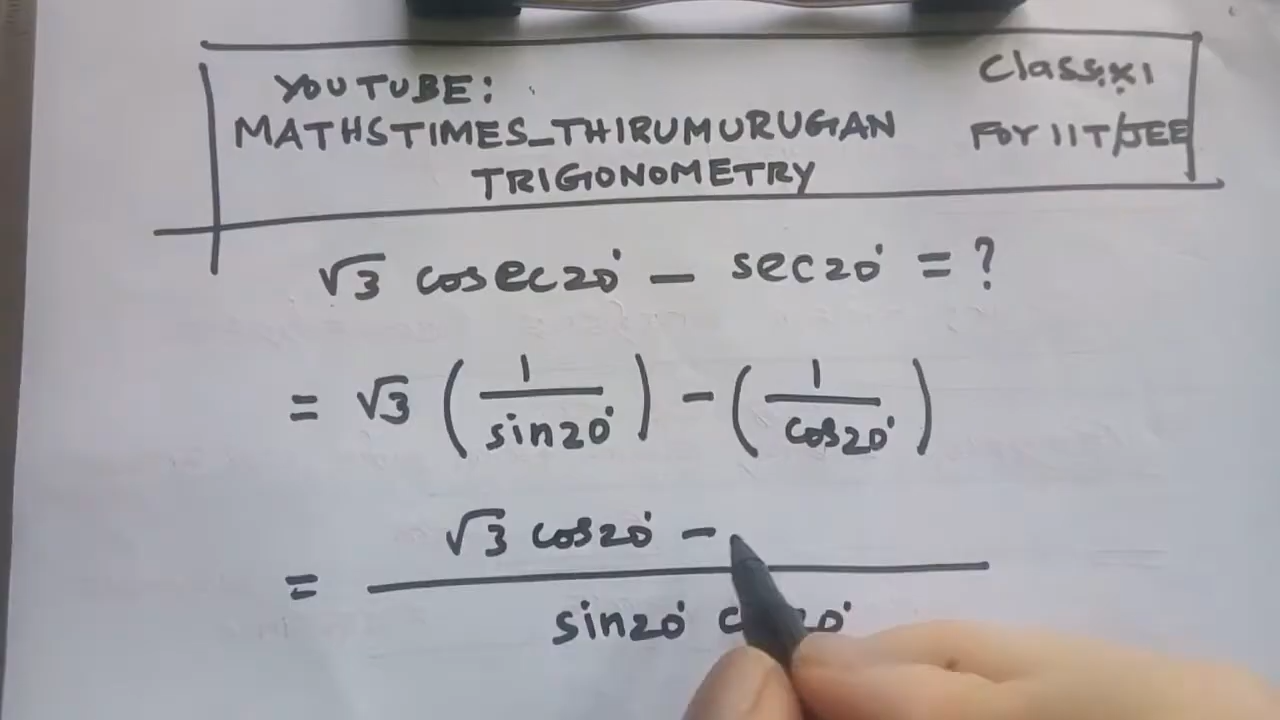 YOUTUBE:
Class:XI
MATHSTIMES_THIRUMURUGAN
For IIT/JEE
TRIGONOMETRY
√3 cosec20° - sec20° = ?
= √3 (1/sin20°) - (1/cos20°)
√3 cos20° -
=
sin20° cos20°